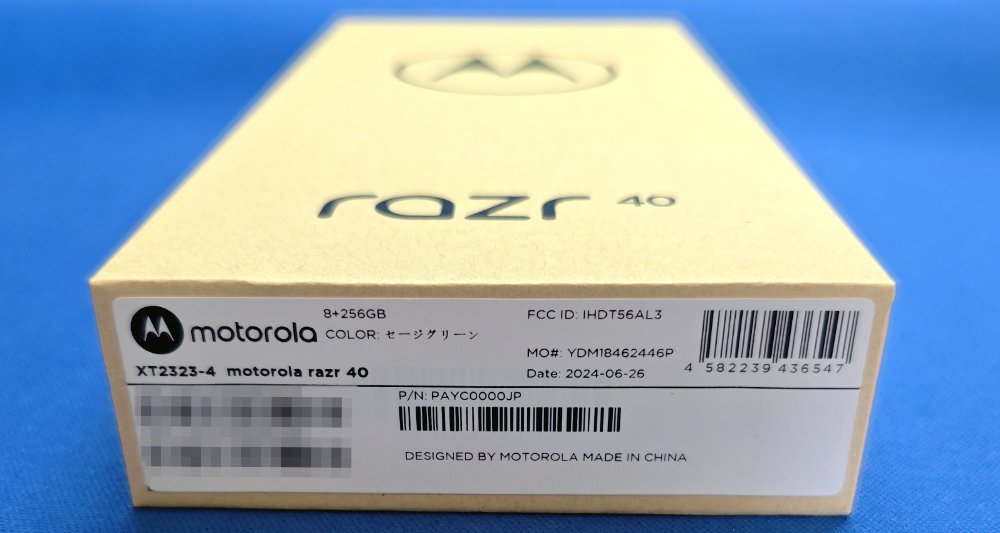 razr 40
motorola
8+256GB
COLOR: セージグリーン
XT2323-4 motorola razr 40
FCC ID: IHDT56AL3
MO#: YDM18462446P
Date: 2024-06-26
4 582239 436547
P/N: PAYC0000JP
DESIGNED BY MOTOROLA MADE IN CHINA